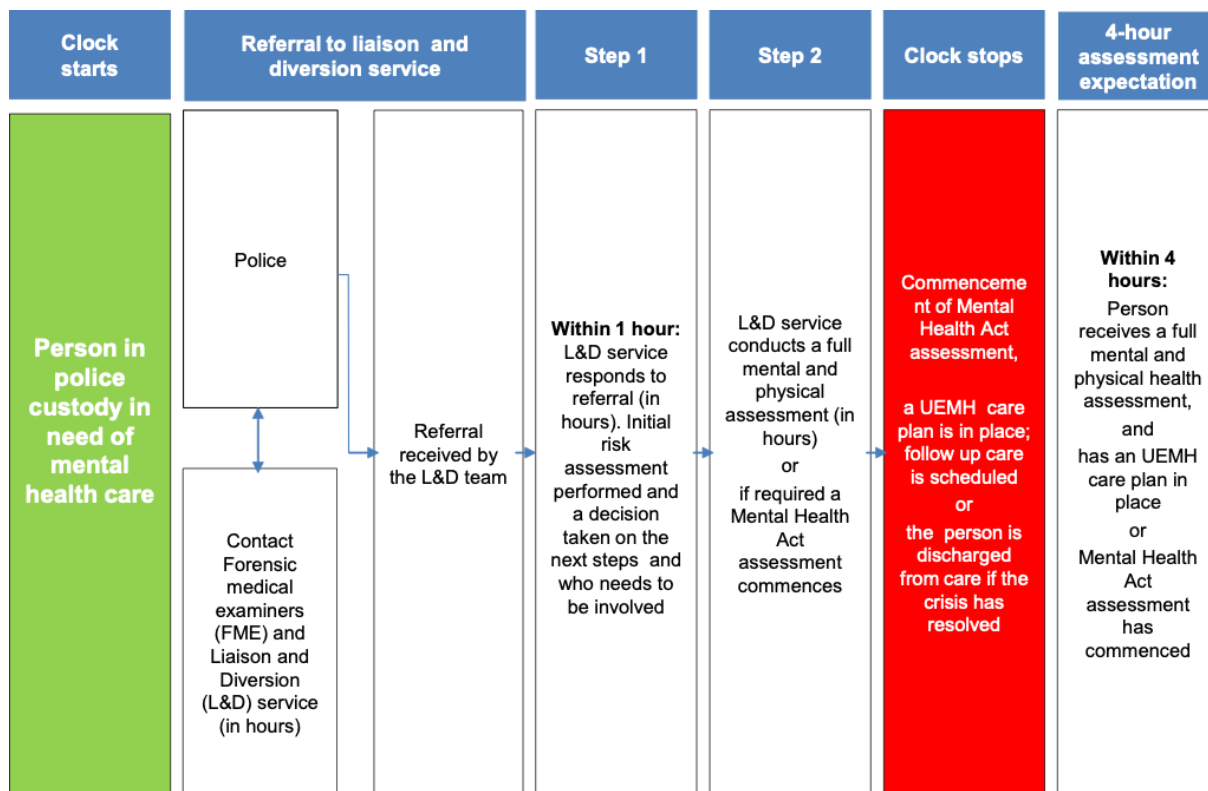 Clock
starts
Referral to liaison and
diversion service
Step 1
Step 2
Clock stops
4-hour
assessment
expectation
Person in
police
custody in
need of
mental
health care
Police
Contact
Forensic
medical
examiners
(FME) and
Liaison and
Diversion
(L&D) service
(in hours)
Referral
received by
the L&D team
Within 1 hour:
L&D service
responds to
referral (in
hours). Initial
risk
assessment
performed and
a decision
taken on the
next steps and
who needs to
be involved
L&D service
conducts a full
mental and
physical
assessment (in
hours)
or
if required a
Mental Health
Act
assessment
commences
Commenceme
nt of Mental
Health Act
assessment,
a UEMH care
plan is in place;
follow up care
is scheduled
or
the person is
discharged
from care if the
crisis has
resolved
Within 4
hours:
Person
receives a full
mental and
physical health
assessment,
and
has an UEMH
care plan in
place
or
Mental Health
Act
assessment
has
commenced